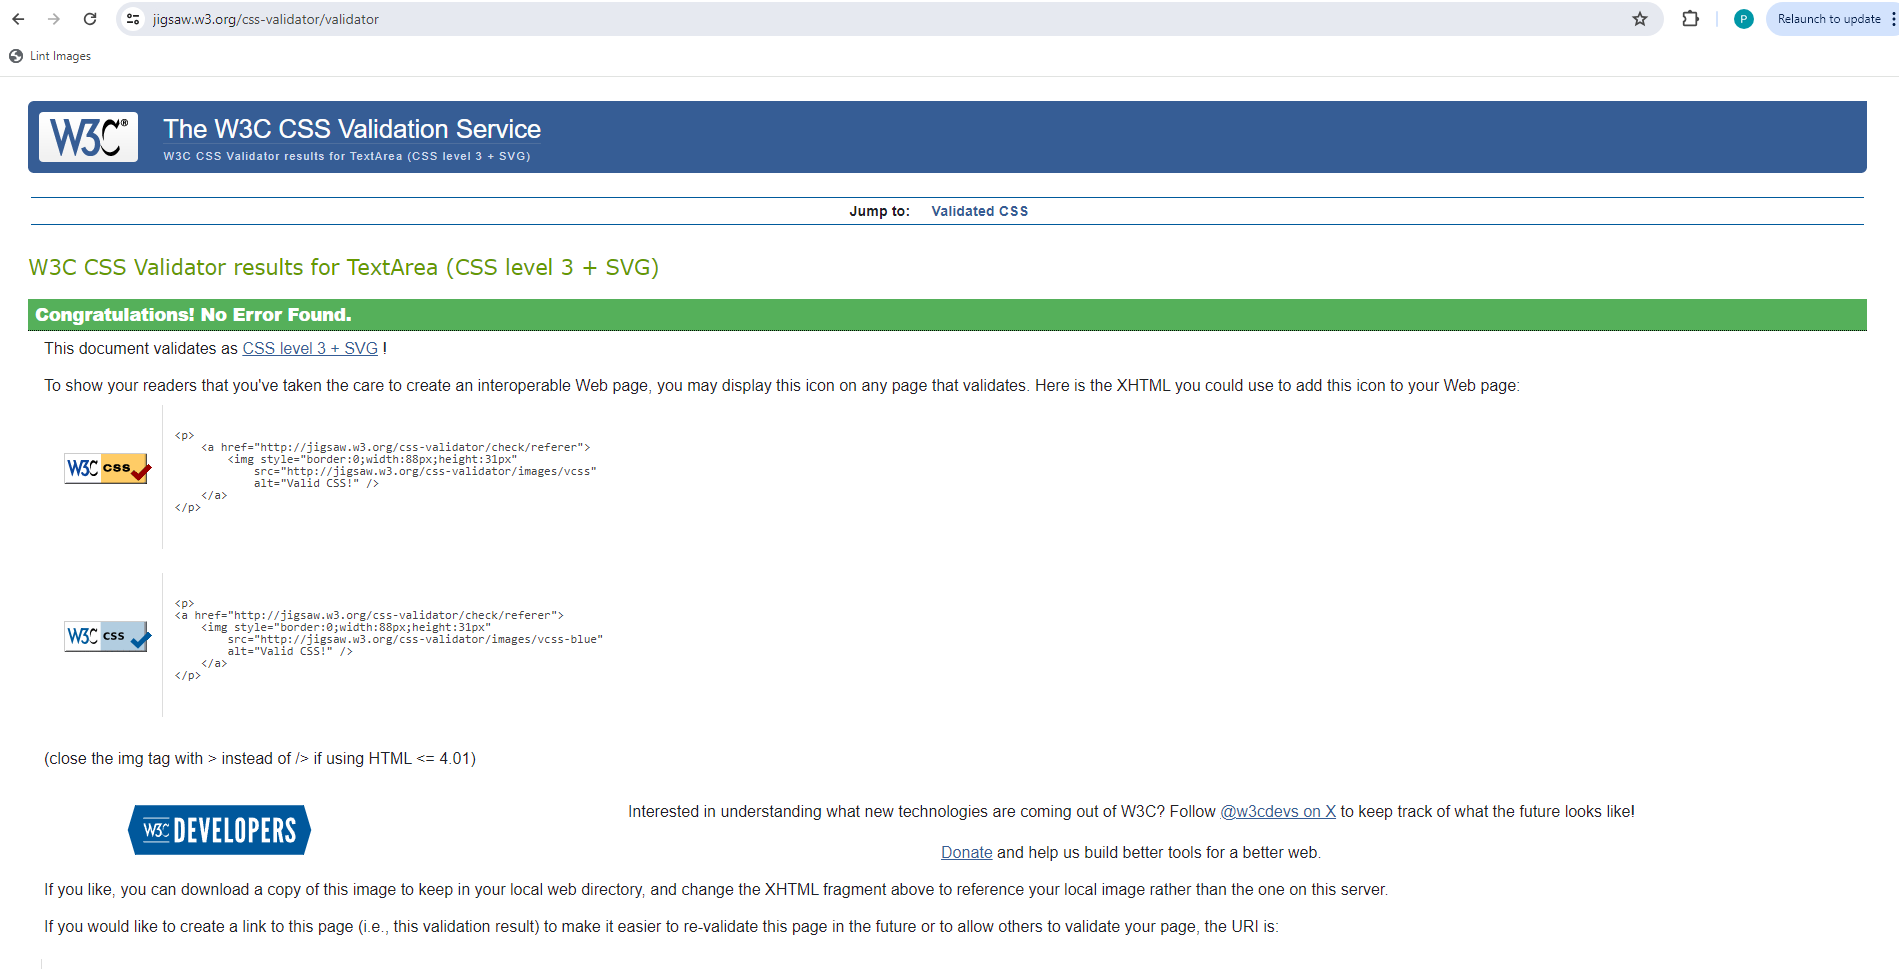 jigsaw.w3.org/css-validator/validator
P
Relaunch to update
Lint Images
W3C®
The W3C CSS Validation Service
W3C CSS Validator results for TextArea (CSS level 3 + SVG)
Jump to: Validated CSS
W3C CSS Validator results for TextArea (CSS level 3 + SVG)
Congratulations! No Error Found.
This document validates as CSS level 3 + SVG !
To show your readers that you've taken the care to create an interoperable Web page, you may display this icon on any page that validates. Here is the XHTML you could use to add this icon to your Web page:
W3C css
<p>
<a href="http://jigsaw.w3.org/css-validator/check/referer">
<img style="border:0;width:88px;height:31px"
src="http://jigsaw.w3.org/css-validator/images/vcss"
alt="Valid CSS!" />
</a>
</p>
W3C css
<p>
<a href="http://jigsaw.w3.org/css-validator/check/referer">
<img style="border:0;width:88px;height:31px"
src="http://jigsaw.w3.org/css-validator/images/vcss-blue"
alt="Valid CSS!" />
</a>
</p>
(close the img tag with > instead of /> if using HTML <= 4.01)
W3C DEVELOPERS
Interested in understanding what new technologies are coming out of W3C? Follow @w3cdevs on X to keep track of what the future looks like!
Donate and help us build better tools for a better web.
If you like, you can download a copy of this image to keep in your local web directory, and change the XHTML fragment above to reference your local image rather than the one on this server.
If you would like to create a link to this page (i.e., this validation result) to make it easier to re-validate this page in the future or to allow others to validate your page, the URI is: